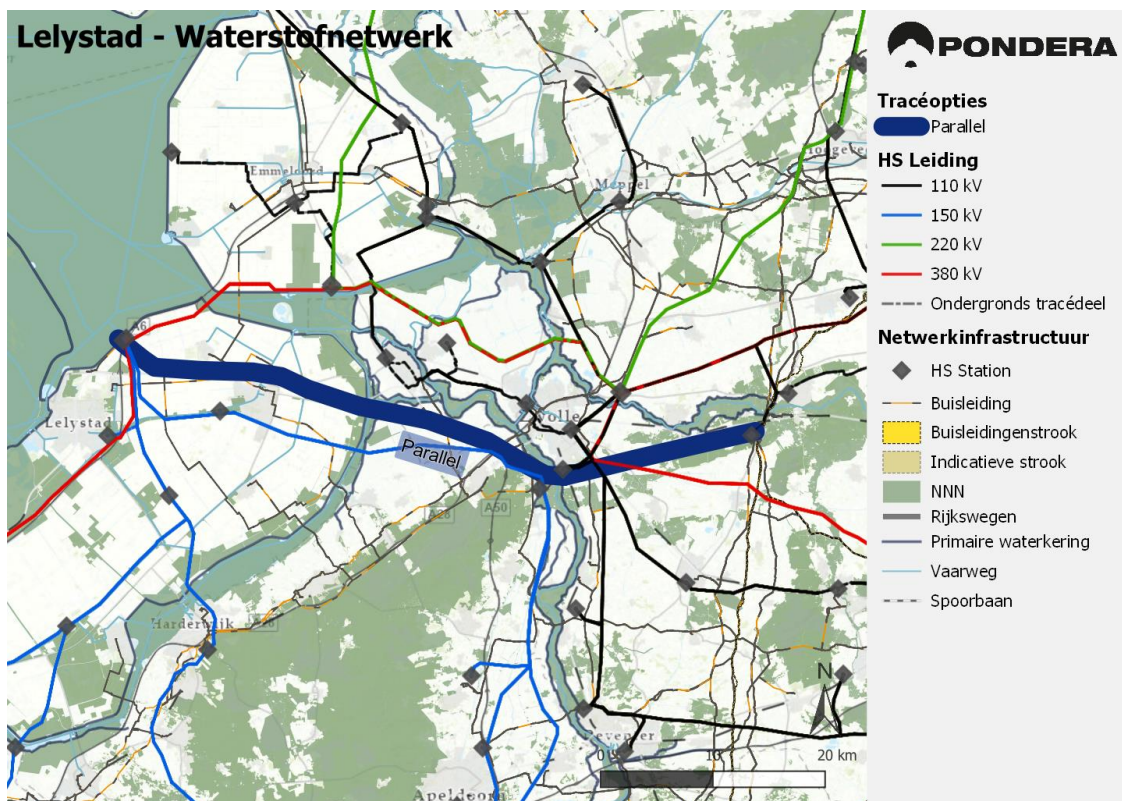 Lelystad - Waterstofnetwerk
PONDERA
Tracéopties
Parallel
HS Leiding
110 kV
150 kV
220 kV
380 kV
Ondergronds tracédeel
Netwerkinfrastructuur
HS Station
Buisleiding
Buisleidingenstrook
Indicatieve strook
NNN
Rijkswegen
Primaire waterkering
Vaarweg
Spoorbaan
Emmeloord
Meppel
A6
Lelystad
Parallel
A28
A50
Harderwijk
N
Deventer
Apeldoorn
0
10
20 km